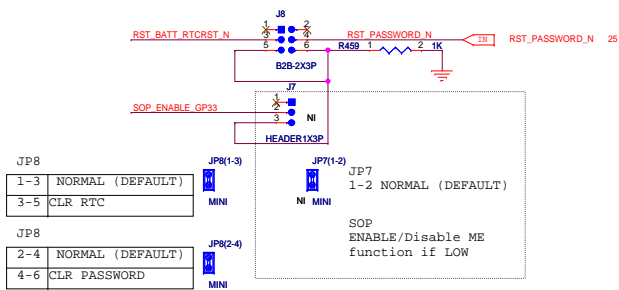 J8
RST_BATT_RTCRST_N 1 2 RST_PASSWORD_N
3 4
5 6 R459 1 2 1K IN RST_PASSWORD_N 25
B2B-2X3P
J7
SOP_ENABLE_GP33 1
2
3 NI
HEADER1X3P
JP8 JP8(1-3) JP7(1-2)
1-3 NORMAL (DEFAULT)
3-5 CLR RTC
MINI NI MINI
JP7
1-2 NORMAL (DEFAULT)
SOP
ENABLE/Disable ME
function if LOW
JP8 JP8(2-4)
2-4 NORMAL (DEFAULT)
4-6 CLR PASSWORD
MINI